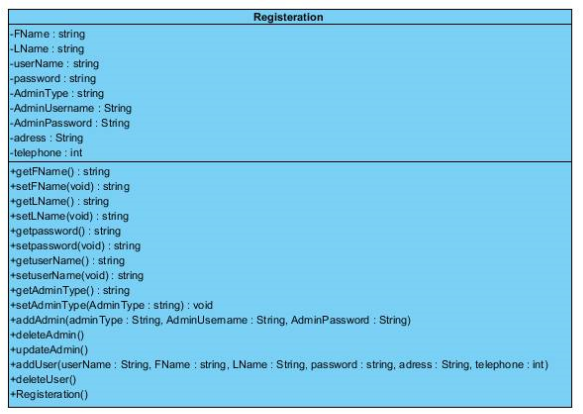 Registeration
-FName : string
-LName : string
-userName : string
-password : string
-AdminType : string
-AdminUsername : String
-AdminPassword : String
-adress : String
-telephone : int
+getFName() : string
+setFName(void) : string
+getLName() : string
+setLName(void) : string
+getpassword() : string
+setpassword(void) : string
+getuserName() : string
+setuserName(void) : string
+getAdminType() : string
+setAdminType(AdminType : string) : void
+addAdmin(adminType : String, AdminUsername : String, AdminPassword : String)
+deleteAdmin()
+updateAdmin()
+addUser(userName : String, FName : string, LName : String, password : string, adress : String, telephone : int)
+deleteUser()
+Registeration()